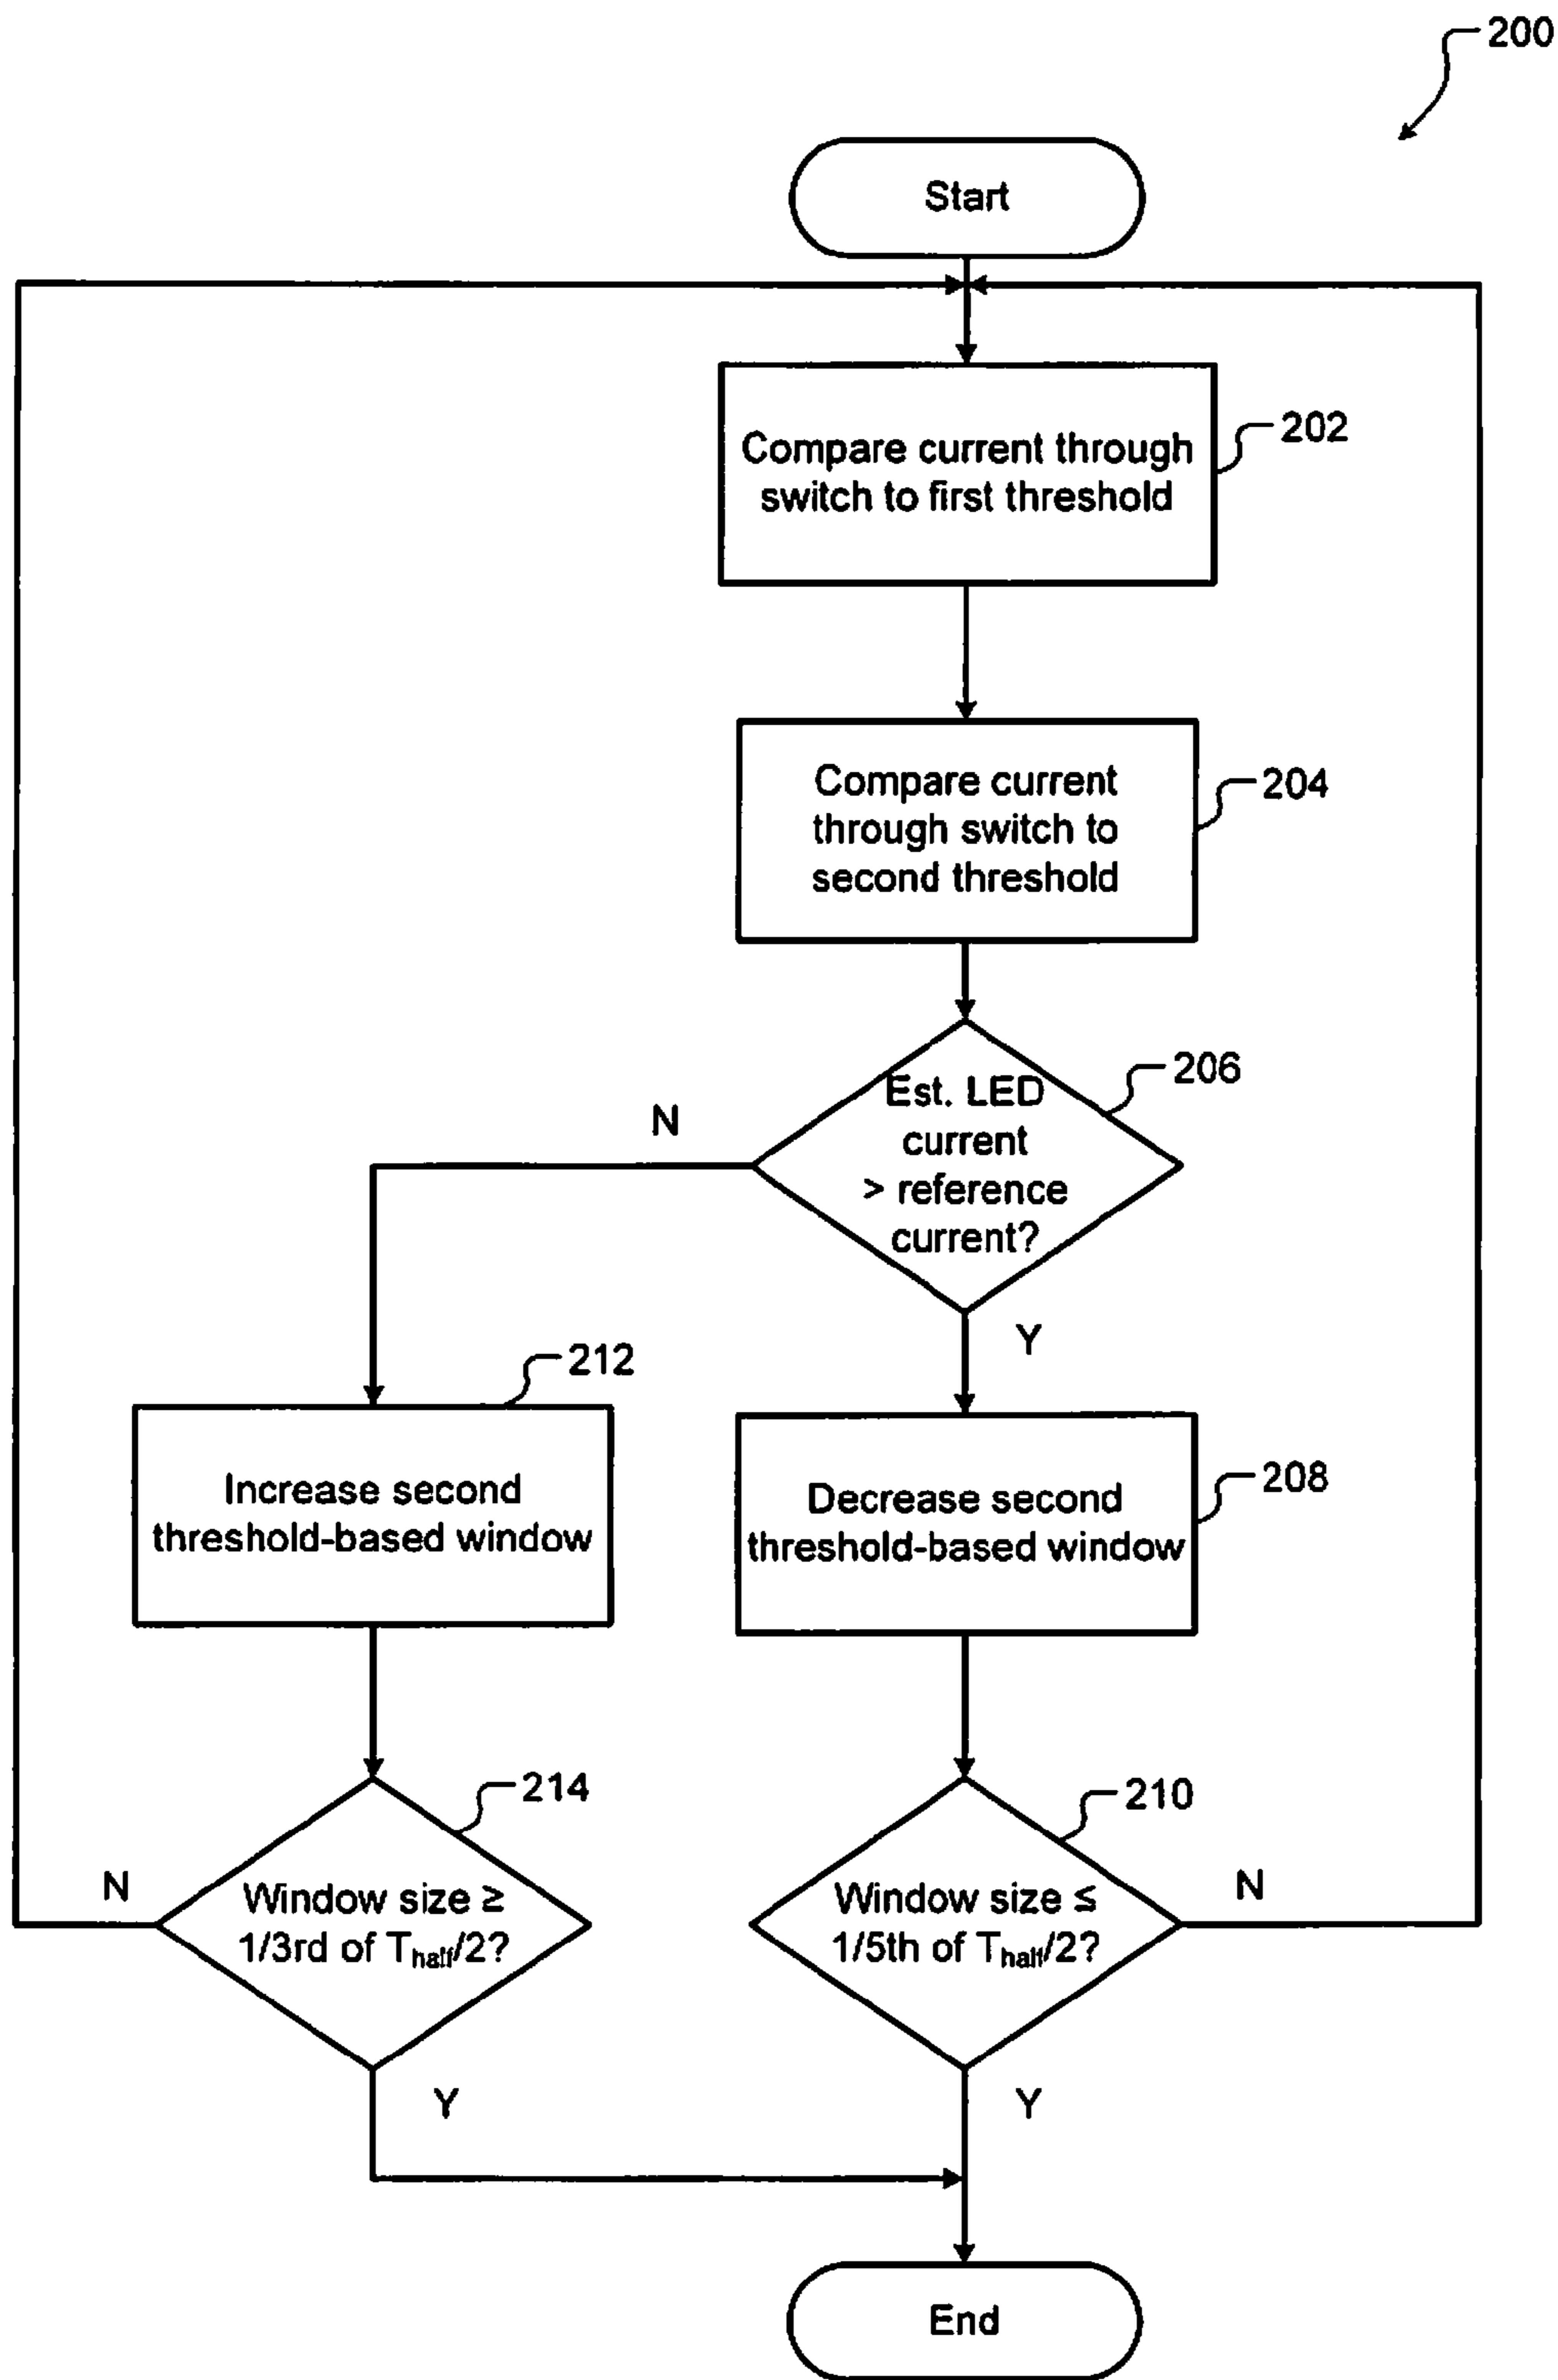 200
Start
Compare current through
switch to first threshold
202
Compare current
through switch to
second threshold
204
Est. LED
current
> reference
current?
206
N
Y
212
Increase second
threshold-based window
Decrease second
threshold-based window
208
214
Window size ≥
1/3rd of Thalf/2?
N
Y
210
Window size ≤
1/5th of Thalf/2?
N
Y
End